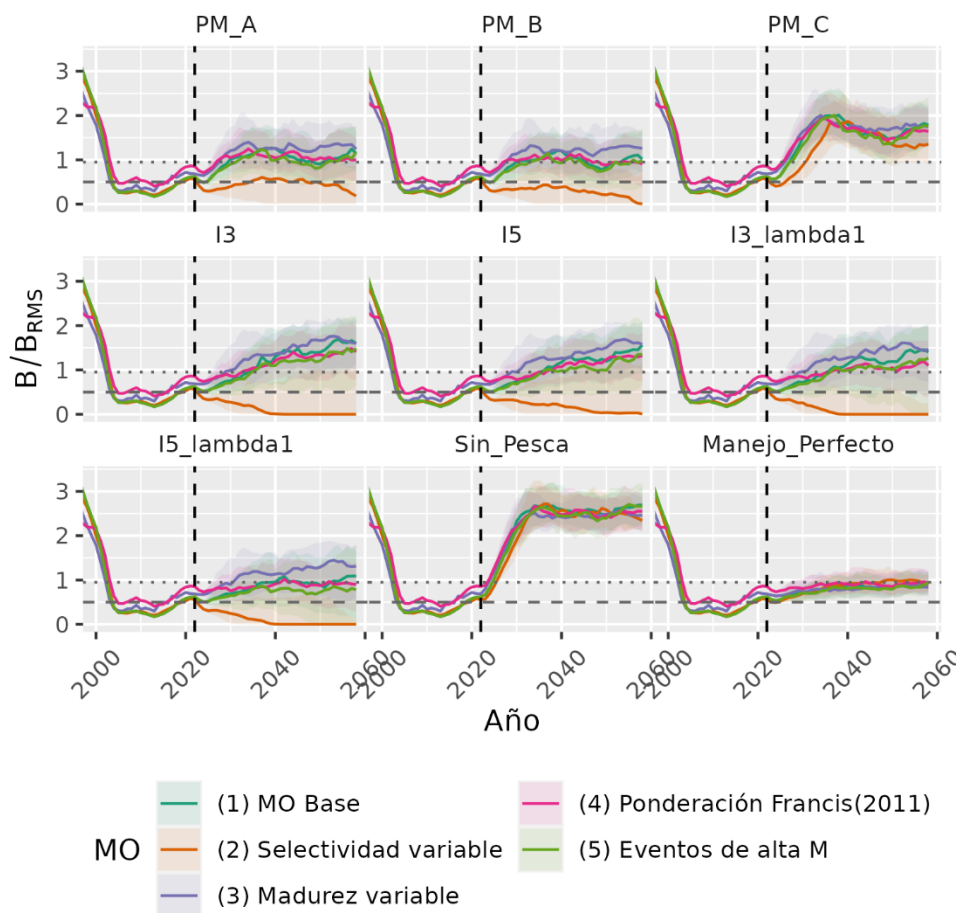 PM_A PM_B PM_C
3
2
1
0
I3 I5 I3_lambda1
3
2
1
0
I5_lambda1 Sin_Pesca Manejo_Perfecto
3
2
1
0
B/BRMS
2000 2020 2040 2060 2000 2020 2040 2060 2000 2020 2040 2060
Año
MO
(1) MO Base (4) Ponderación Francis(2011)
(2) Selectividad variable (5) Eventos de alta M
(3) Madurez variable